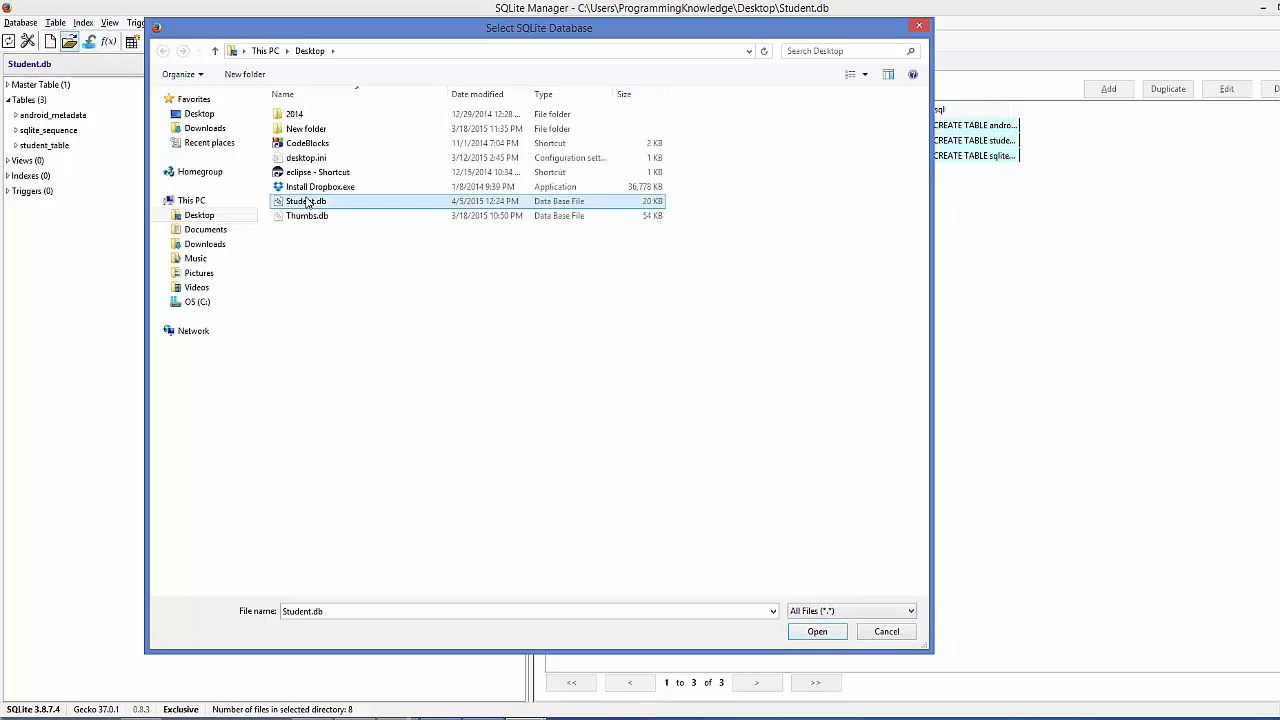 SQLite Manager - C:\Users\ProgrammingKnowledge\Desktop\Student.db
Database Table Index View Trigg
f(x)
Student.db
Master Table (1)
Tables (3)
android_metadata
sqlite_sequence
student_table
Views (0)
Indexes (0)
Triggers (0)
Select SQLite Database
This PC Desktop
Search Desktop
Organize New folder
Favorites
Desktop
Downloads
Recent places
Homegroup
This PC
Desktop
Documents
Downloads
Music
Pictures
Videos
OS (C:)
Network
Name Date modified Type Size
2014 12/29/2014 12:28 ... File folder
New folder 3/18/2015 11:35 PM File folder
CodeBlocks 11/1/2014 7:04 PM Shortcut 2 KB
desktop.ini 3/12/2015 2:45 PM Configuration sett... 1 KB
eclipse - Shortcut 12/15/2014 10:34 ... Shortcut 1 KB
Install Dropbox.exe 1/8/2014 9:39 PM Application 36,778 KB
Student.db 4/5/2015 12:24 PM Data Base File 20 KB
Thumbs.db 3/18/2015 10:50 PM Data Base File 54 KB
File name: Student.db All Files (*.*)
Open Cancel
Add Duplicate Edit D
sql
CREATE TABLE andro...
CREATE TABLE stude...
CREATE TABLE sqlite...
<< < 1 to 3 of 3 > >>
SQLite 3.8.7.4 Gecko 37.0.1 0.8.3 Exclusive Number of files in selected directory: 8